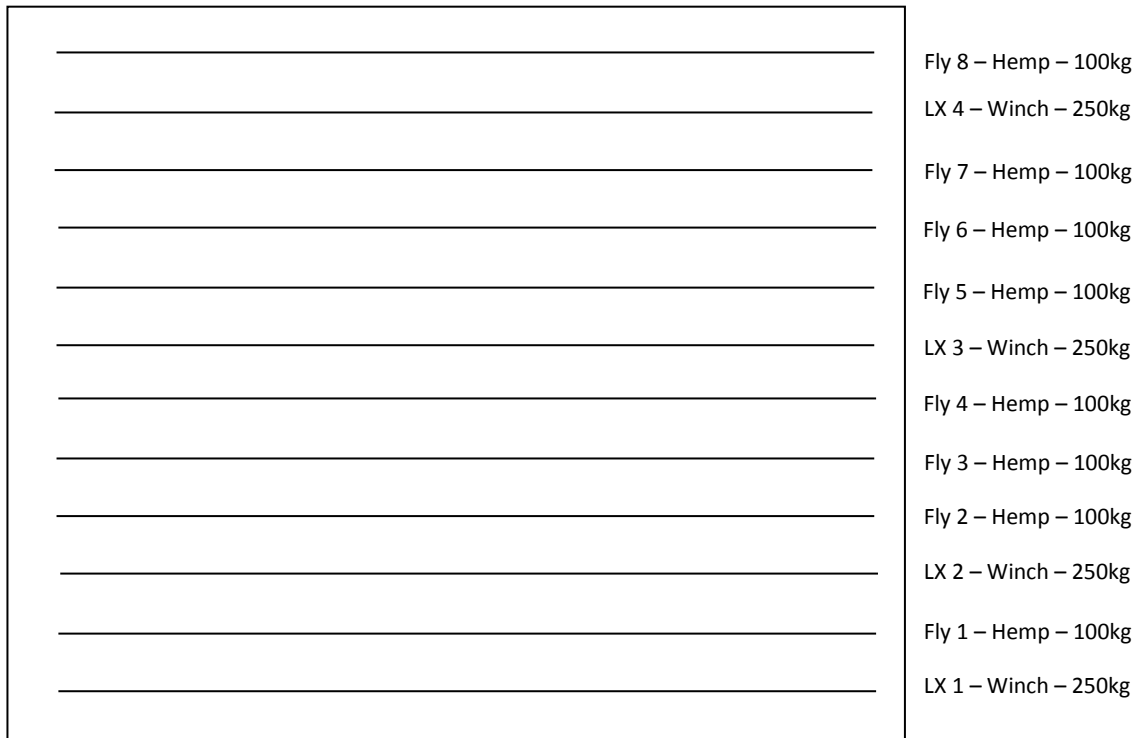 Fly 8 – Hemp – 100kg
LX 4 – Winch – 250kg
Fly 7 – Hemp – 100kg
Fly 6 – Hemp – 100kg
Fly 5 – Hemp – 100kg
LX 3 – Winch – 250kg
Fly 4 – Hemp – 100kg
Fly 3 – Hemp – 100kg
Fly 2 – Hemp – 100kg
LX 2 – Winch – 250kg
Fly 1 – Hemp – 100kg
LX 1 – Winch – 250kg